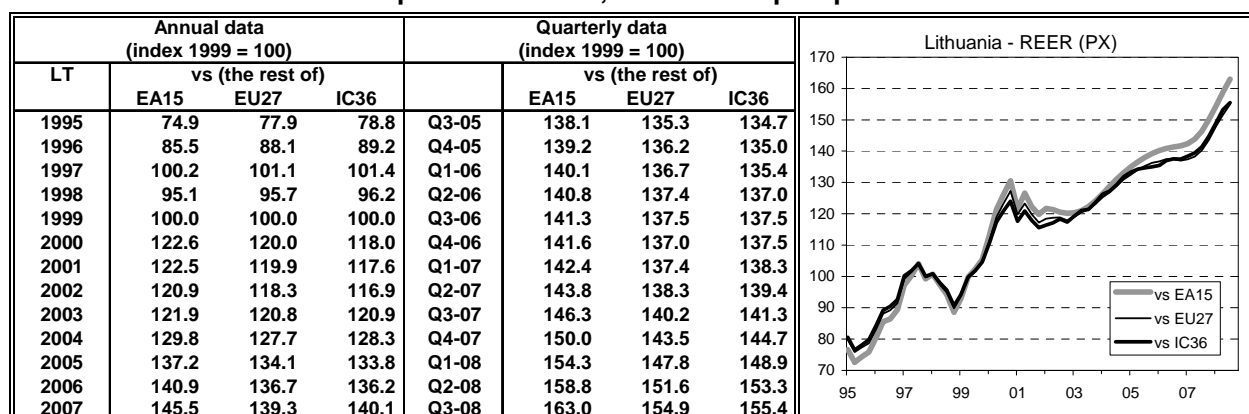 Annual data Quarterly data
(index 1999 = 100) (index 1999 = 100)
LT vs (the rest of) vs (the rest of)
EA15 EU27 IC36 EA15 EU27 IC36
1995 74.9 77.9 78.8 Q3-05 138.1 135.3 134.7
1996 85.5 88.1 89.2 Q4-05 139.2 136.2 135.0
1997 100.2 101.1 101.4 Q1-06 140.1 136.7 135.4
1998 95.1 95.7 96.2 Q2-06 140.8 137.4 137.0
1999 100.0 100.0 100.0 Q3-06 141.3 137.5 137.5
2000 122.6 120.0 118.0 Q4-06 141.6 137.0 137.5
2001 122.5 119.9 117.6 Q1-07 142.4 137.4 138.3
2002 120.9 118.3 116.9 Q2-07 143.8 138.3 139.4
2003 121.9 120.8 120.9 Q3-07 146.3 140.2 141.3
2004 129.8 127.7 128.3 Q4-07 150.0 143.5 144.7
2005 137.2 134.1 133.8 Q1-08 154.3 147.8 148.9
2006 140.9 136.7 136.2 Q2-08 158.8 151.6 153.3
2007 145.5 139.3 140.1 Q3-08 163.0 154.9 155.4
Lithuania - REER (PX)
170
160
150
140
130
120
110
100
90
80
70
vs EA15
vs EU27
vs IC36
95 97 99 01 03 05 07